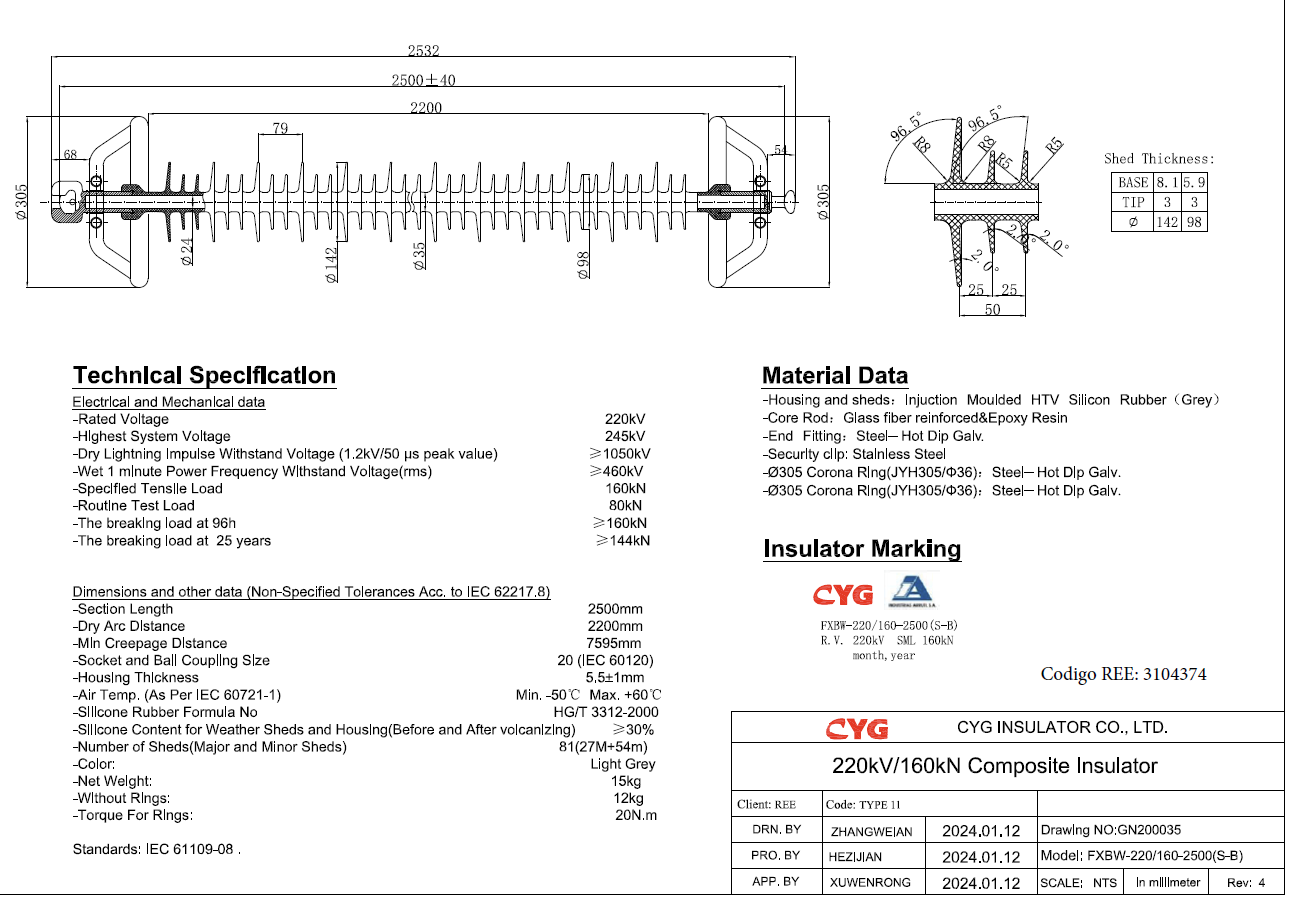 2532
2500±40
2200
79
68
54
Ø305
Ø305
Ø24
Ø142
Ø35
Ø98
96.5°
96.5°
R8
R8
R5
R5
2.0°
2.0°
2.0°
25
25
50
Shed Thickness:
BASE 8.1 5.9
TIP 3 3
Ø 142 98
Technical Specification
Electrical and Mechanical data
-Rated Voltage 220kV
-Highest System Voltage 245kV
-Dry Lightning Impulse Withstand Voltage (1.2kV/50 μs peak value) ≥1050kV
-Wet 1 minute Power Frequency Withstand Voltage(rms) ≥460kV
-Specified Tensile Load 160kN
-Routine Test Load 80kN
-The breaking load at 96h ≥160kN
-The breaking load at 25 years ≥144kN
Dimensions and other data (Non-Specified Tolerances Acc. to IEC 62217.8)
-Section Length 2500mm
-Dry Arc Distance 2200mm
-Min Creepage Distance 7595mm
-Socket and Ball Coupling Size 20 (IEC 60120)
-Housing Thickness 5,5±1mm
-Air Temp. (As Per IEC 60721-1) Min. -50℃ Max. +60℃
-Silicone Rubber Formula No HG/T 3312-2000
-Silicone Content for Weather Sheds and Housing(Before and After volcanizing) ≥30%
-Number of Sheds(Major and Minor Sheds) 81(27M+54m)
-Color: Light Grey
-Net Weight: 15kg
-Without Rings: 12kg
-Torque For Rings: 20N.m
Standards: IEC 61109-08 .
Material Data
-Housing and sheds: Injuction Moulded HTV Silicon Rubber（Grey）
-Core Rod: Glass fiber reinforced&Epoxy Resin
-End Fitting: Steel—Hot Dip Galv.
-Security clip: Stainless Steel
-Ø305 Corona Ring(JYH305/Φ36): Steel—Hot Dip Galv.
-Ø305 Corona Ring(JYH305/Φ36): Steel—Hot Dip Galv.
Insulator Marking
CYG
INDUSTRIAS ARRUTI, S.A.
FXBW-220/160-2500(S-B)
R.V. 220kV SML 160kN
month,year
Codigo REE: 3104374
CYG CYG INSULATOR CO., LTD.
220kV/160kN Composite Insulator
Client: REE Code: TYPE 11
DRN. BY ZHANGWEIAN 2024.01.12 Drawing NO:GN200035
PRO. BY HEZIJIAN 2024.01.12 Model: FXBW-220/160-2500(S-B)
APP. BY XUWENRONG 2024.01.12 SCALE: NTS In millimeter Rev: 4